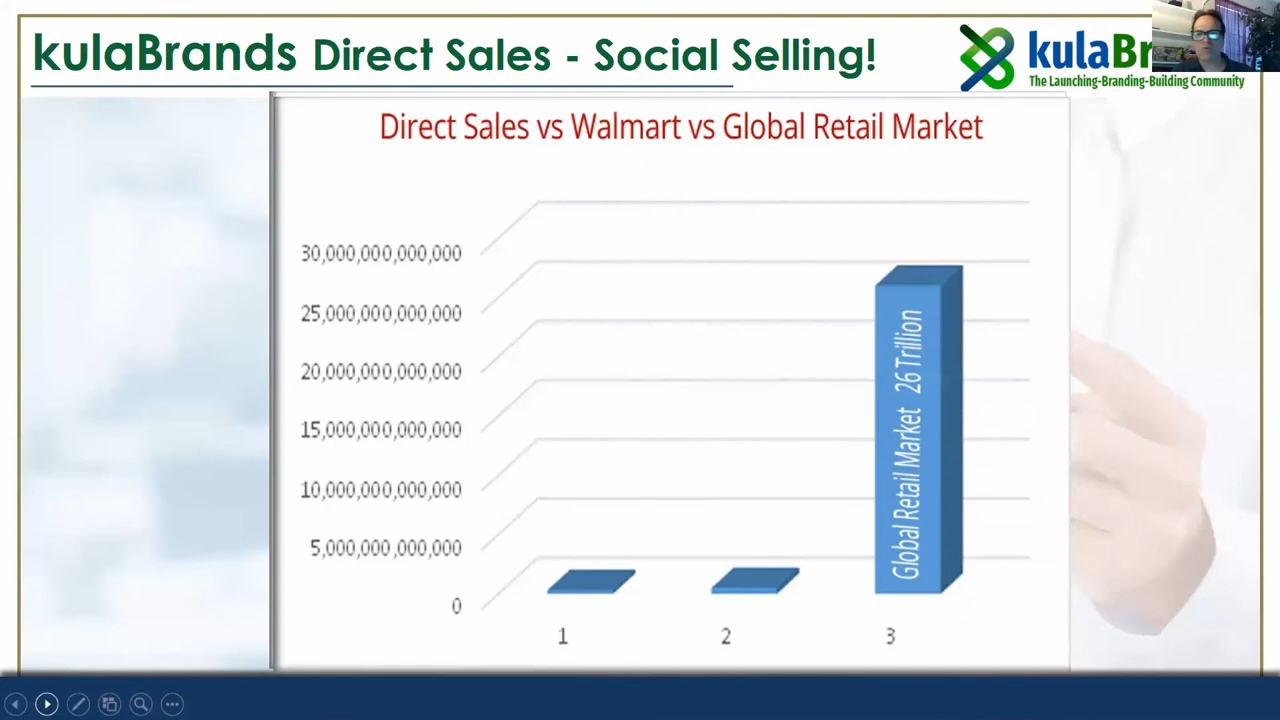 kulaBrands Direct Sales - Social Selling!
kulaBr
The Launching-Branding-Building Community
Direct Sales vs Walmart vs Global Retail Market
30,000,000,000,000
25,000,000,000,000
20,000,000,000,000
15,000,000,000,000
10,000,000,000,000
5,000,000,000,000
0
Global Retail Market 26 Trillion
1 2 3